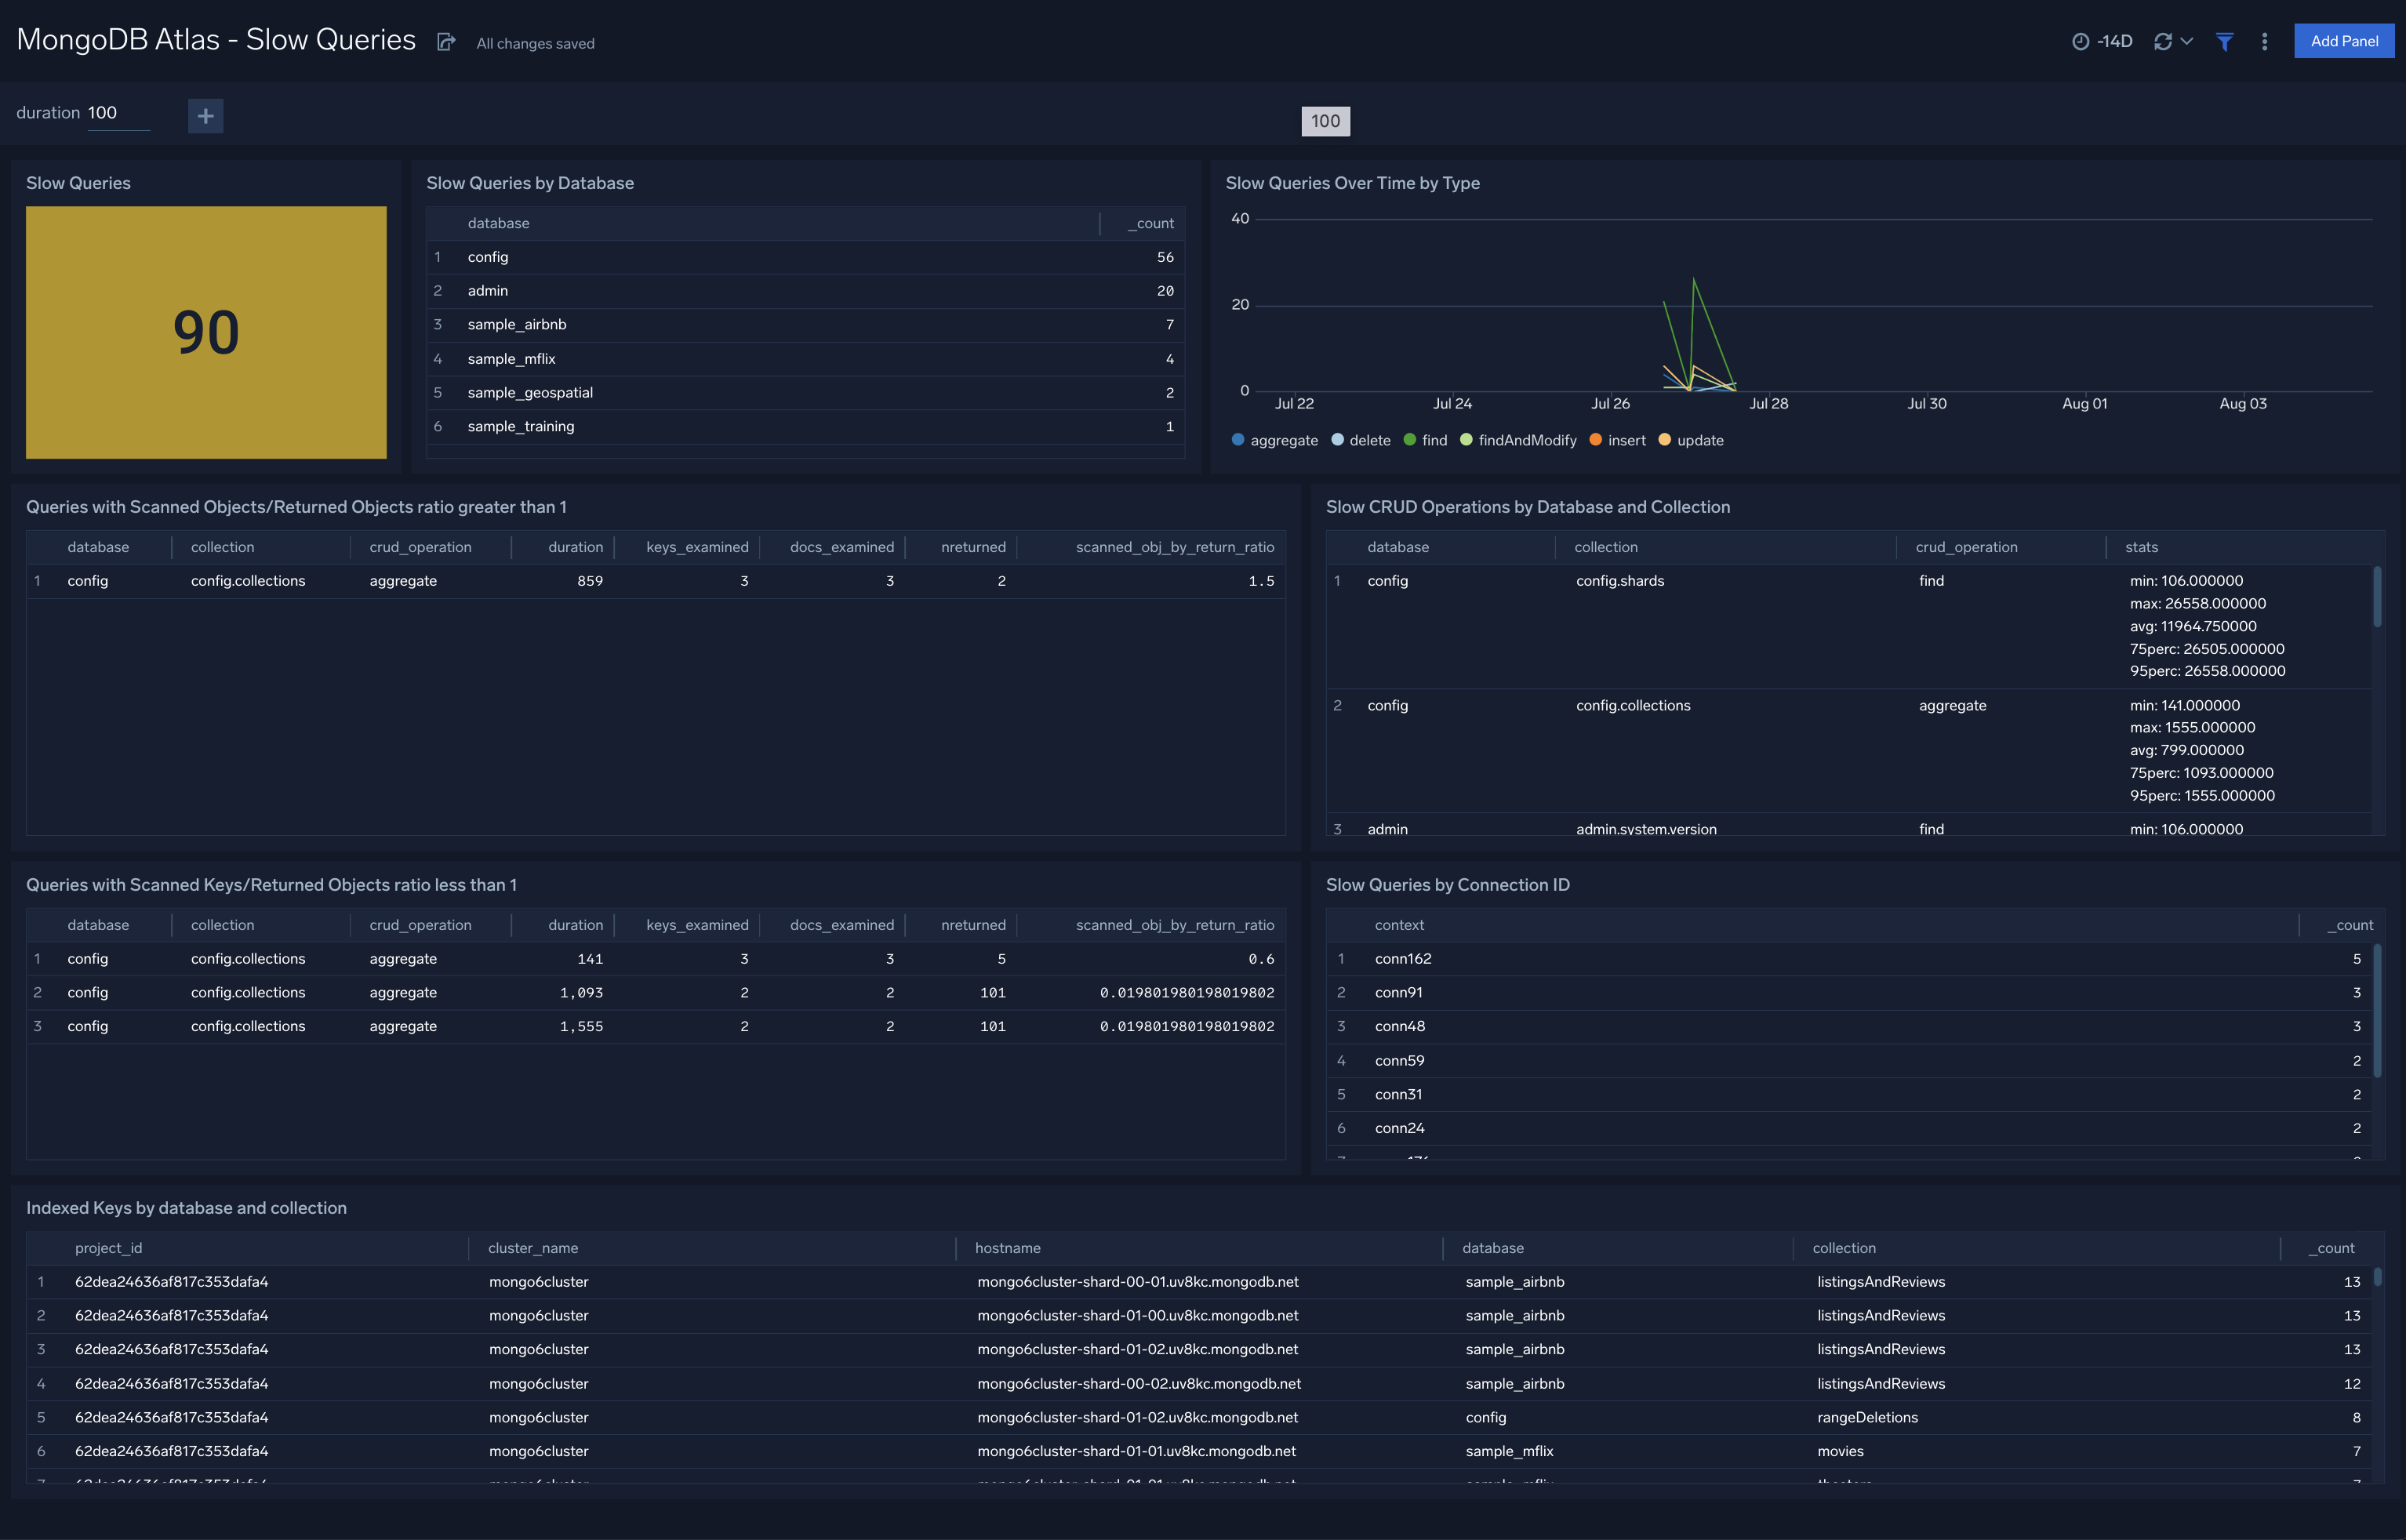 MongoDB Atlas - Slow Queries All changes saved -14D Add Panel
duration 100
100
Slow Queries
90
Slow Queries by Database
database _count
1 config 56
2 admin 20
3 sample_airbnb 7
4 sample_mflix 4
5 sample_geospatial 2
6 sample_training 1
Slow Queries Over Time by Type
40
20
0
Jul 22 Jul 24 Jul 26 Jul 28 Jul 30 Aug 01 Aug 03
aggregate delete find findAndModify insert update
Queries with Scanned Objects/Returned Objects ratio greater than 1
database collection crud_operation duration keys_examined docs_examined nreturned scanned_obj_by_return_ratio
1 config config.collections aggregate 859 3 3 2 1.5
Slow CRUD Operations by Database and Collection
database collection crud_operation stats
1 config config.shards find min: 106.000000
max: 26558.000000
avg: 11964.750000
75perc: 26505.000000
95perc: 26558.000000
2 config config.collections aggregate min: 141.000000
max: 1555.000000
avg: 799.000000
75perc: 1093.000000
95perc: 1555.000000
3 admin admin.system.version find min: 106.000000
Queries with Scanned Keys/Returned Objects ratio less than 1
database collection crud_operation duration keys_examined docs_examined nreturned scanned_obj_by_return_ratio
1 config config.collections aggregate 141 3 3 5 0.6
2 config config.collections aggregate 1,093 2 2 101 0.019801980198019802
3 config config.collections aggregate 1,555 2 2 101 0.019801980198019802
Slow Queries by Connection ID
context _count
1 conn162 5
2 conn91 3
3 conn48 3
4 conn59 2
5 conn31 2
6 conn24 2
Indexed Keys by database and collection
project_id cluster_name hostname database collection _count
1 62dea24636af817c353dafa4 mongo6cluster mongo6cluster-shard-00-01.uv8kc.mongodb.net sample_airbnb listingsAndReviews 13
2 62dea24636af817c353dafa4 mongo6cluster mongo6cluster-shard-01-00.uv8kc.mongodb.net sample_airbnb listingsAndReviews 13
3 62dea24636af817c353dafa4 mongo6cluster mongo6cluster-shard-01-02.uv8kc.mongodb.net sample_airbnb listingsAndReviews 13
4 62dea24636af817c353dafa4 mongo6cluster mongo6cluster-shard-00-02.uv8kc.mongodb.net sample_airbnb listingsAndReviews 12
5 62dea24636af817c353dafa4 mongo6cluster mongo6cluster-shard-01-02.uv8kc.mongodb.net config rangeDeletions 8
6 62dea24636af817c353dafa4 mongo6cluster mongo6cluster-shard-01-01.uv8kc.mongodb.net sample_mflix movies 7